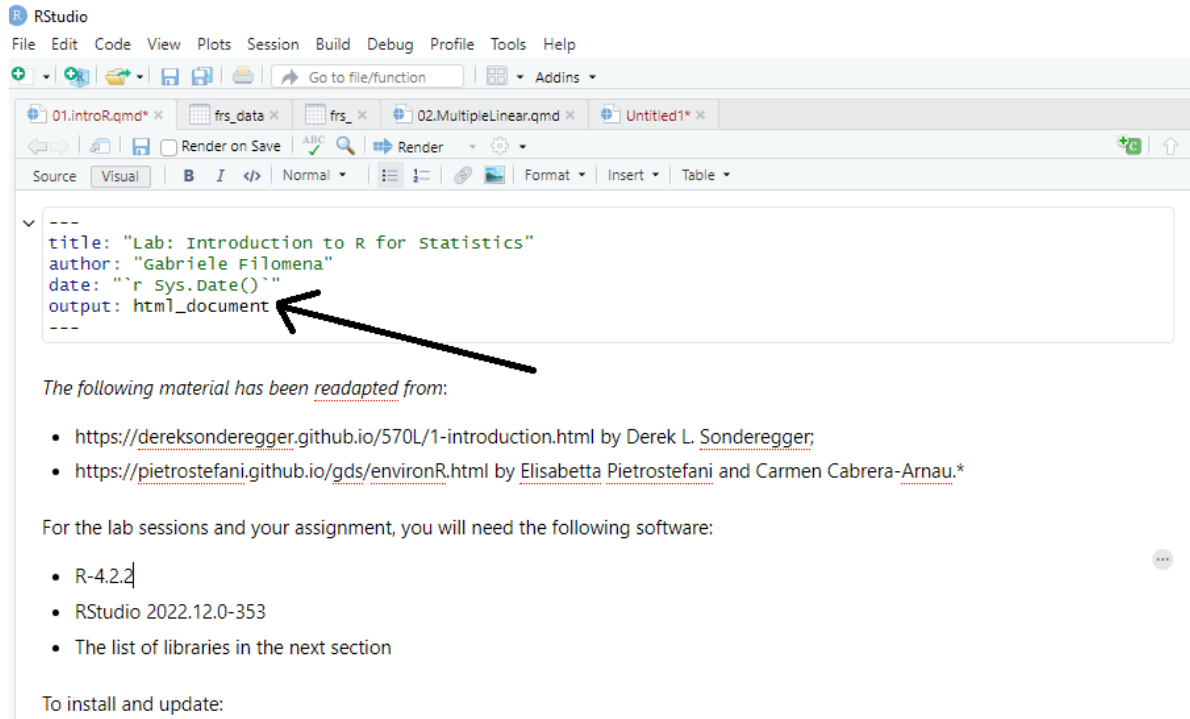 RStudio
File Edit Code View Plots Session Build Debug Profile Tools Help
Go to file/function Addins
01.introR.qmd* frs_data frs_ 02.MultipleLinear.qmd Untitled1*
Render on Save ABC Render C
Source Visual B I </> Normal Format Insert Table
---
title: "Lab: Introduction to R for Statistics"
author: "Gabriele Filomena"
date: "`r Sys.Date()`"
output: html_document
---
The following material has been readapted from:
• https://dereksonderegger.github.io/570L/1-introduction.html by Derek L. Sonderegger;
• https://pietrostefani.github.io/gds/environR.html by Elisabetta Pietrostefani and Carmen Cabrera-Arnau.*
For the lab sessions and your assignment, you will need the following software:
• R-4.2.2
• RStudio 2022.12.0-353
• The list of libraries in the next section
To install and update: